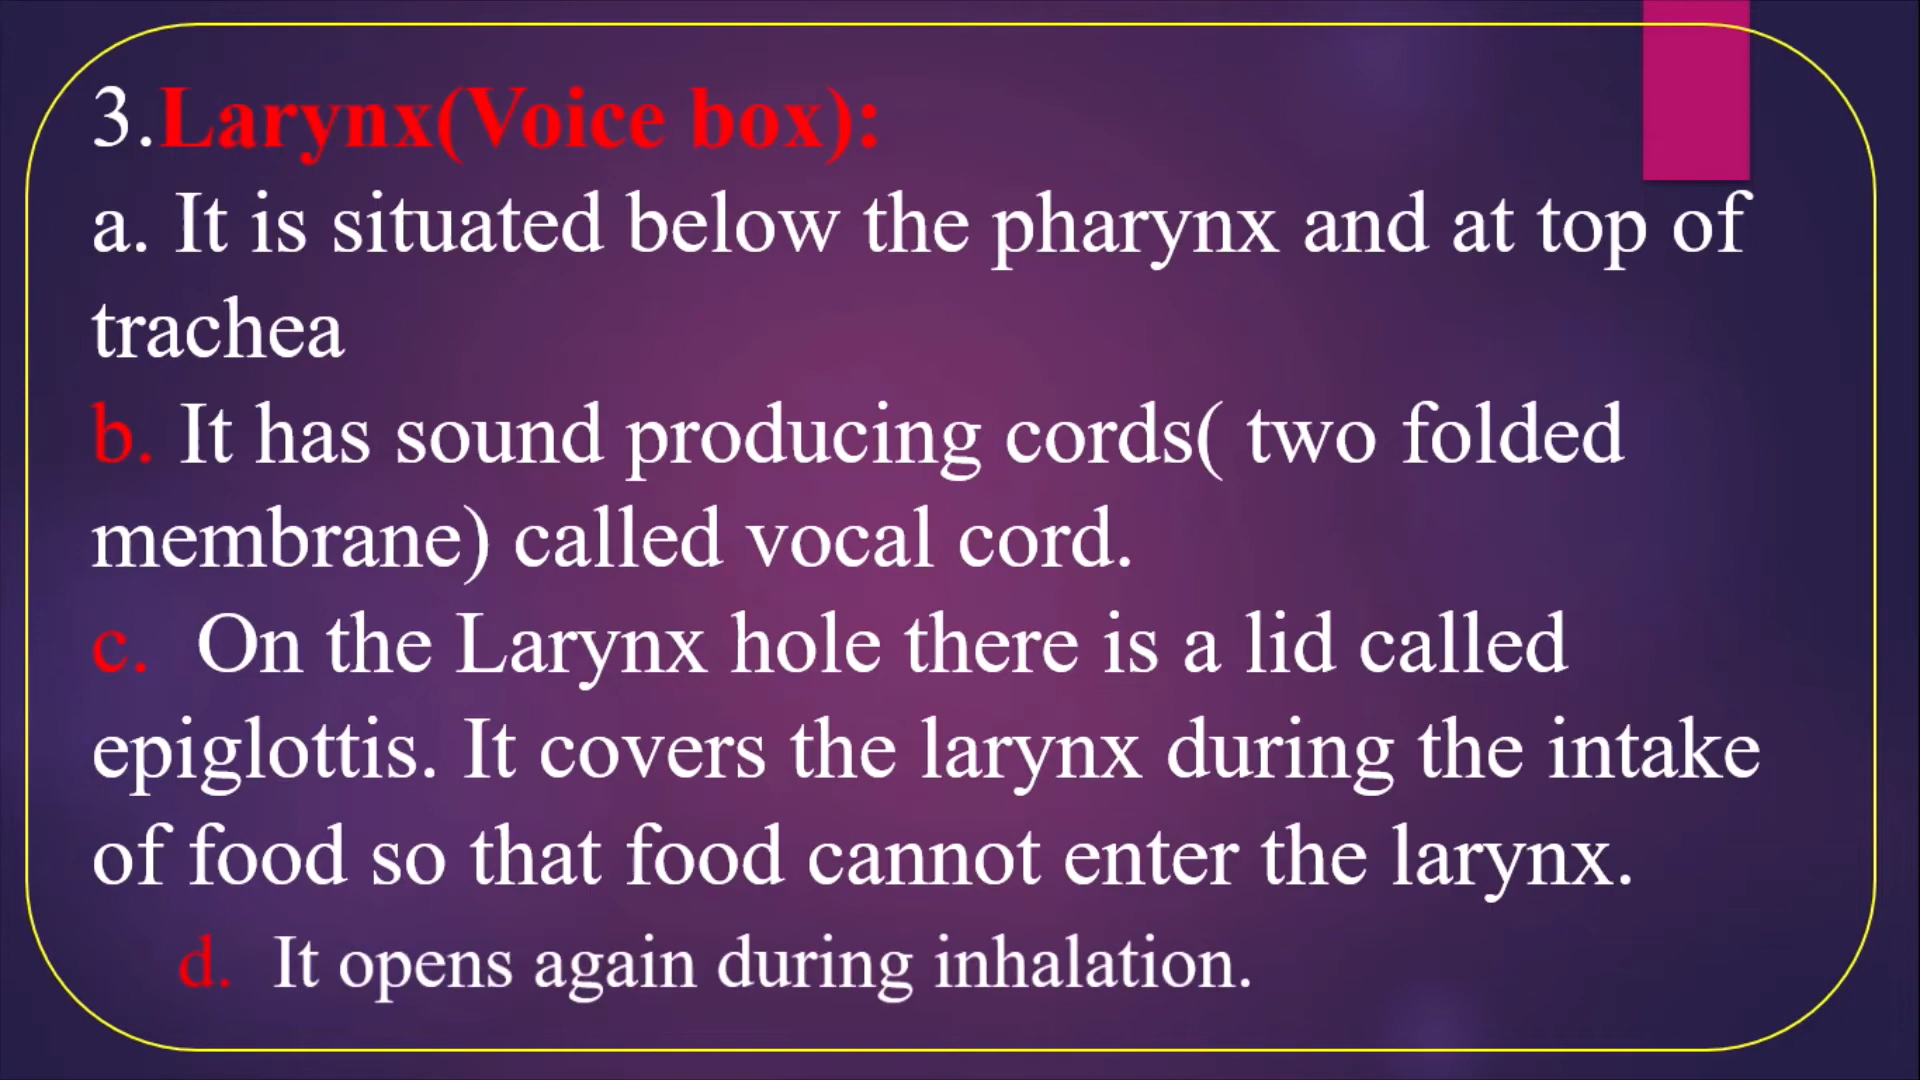 3.Larynx(Voice box):
a. It is situated below the pharynx and at top of
trachea
b. It has sound producing cords( two folded
membrane) called vocal cord.
c. On the Larynx hole there is a lid called
epiglottis. It covers the larynx during the intake
of food so that food cannot enter the larynx.
d. It opens again during inhalation.